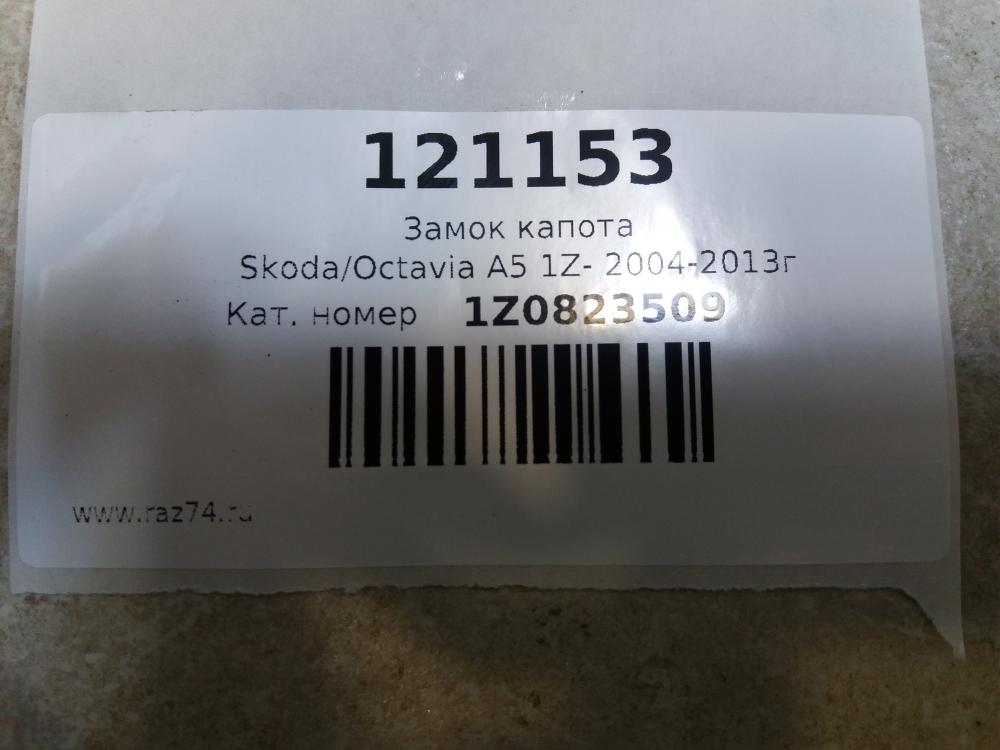 121153
Замок капота
Skoda/Octavia A5 1Z- 2004-2013г
Кат. номер 1Z0823509
www.raz74.ru